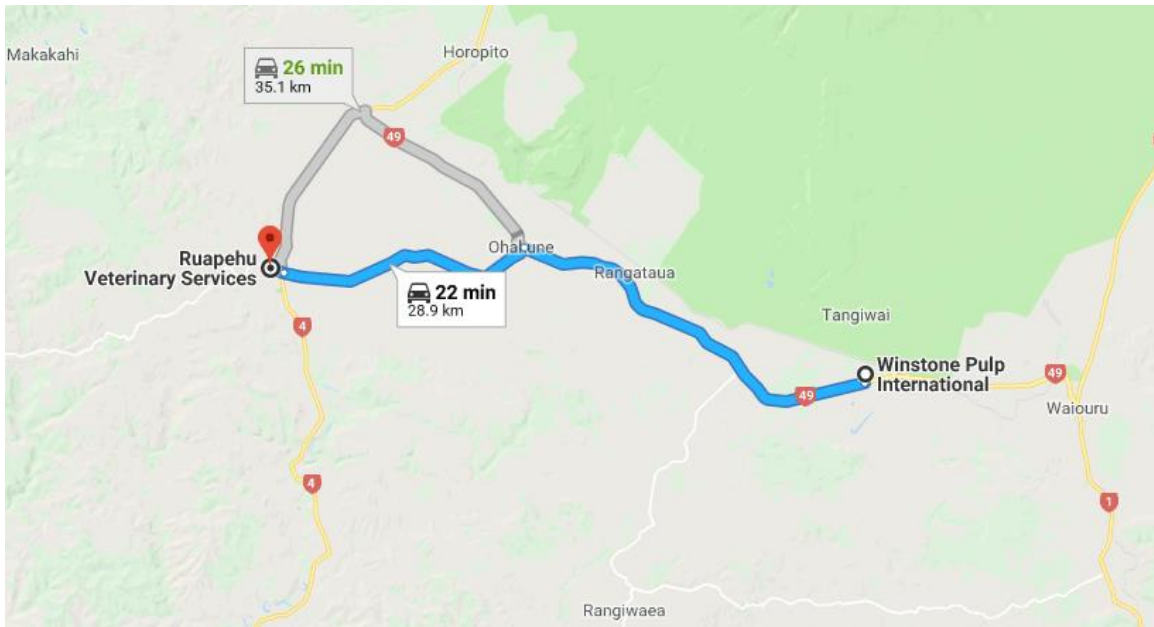 Makakahi
Horopito
26 min
35.1 km
49
Ruapehu
Veterinary Services
Ohakune
Rangataua
22 min
28.9 km
4
Tangiwai
Winstone Pulp
International
49
49
Waiouru
4
1
Rangiwaea